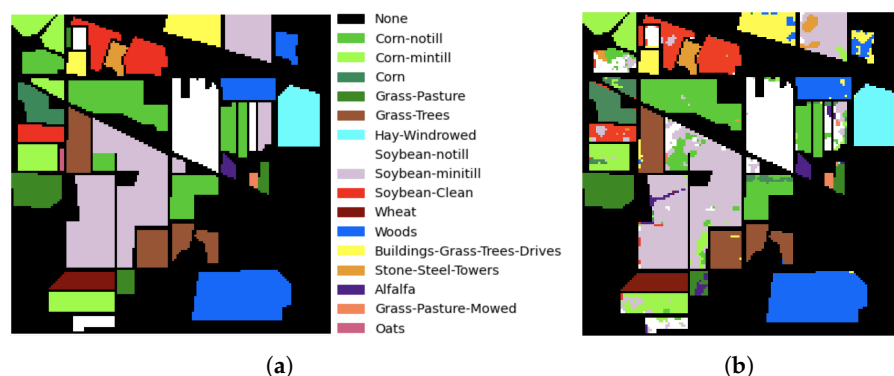 None
Corn-notill
Corn-mintill
Corn
Grass-Pasture
Grass-Trees
Hay-Windrowed
Soybean-notill
Soybean-minitill
Soybean-Clean
Wheat
Woods
Buildings-Grass-Trees-Drives
Stone-Steel-Towers
Alfalfa
Grass-Pasture-Mowed
Oats
(a)
(b)